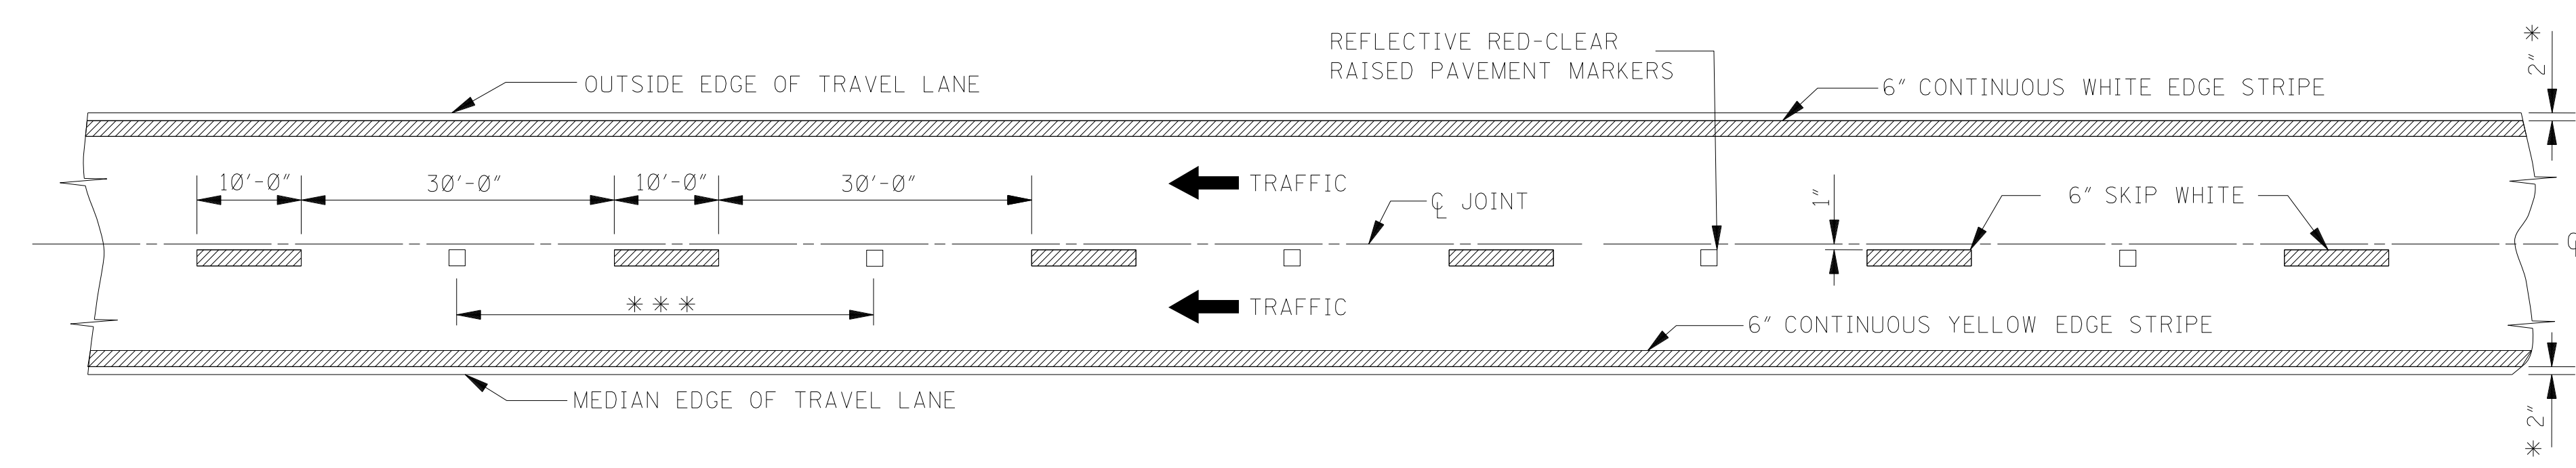 REFLECTIVE RED-CLEAR
RAISED PAVEMENT MARKERS
OUTSIDE EDGE OF TRAVEL LANE
6" CONTINUOUS WHITE EDGE STRIPE
2" *
10'-0"
30'-0"
10'-0"
30'-0"
TRAFFIC
℄ JOINT
1"
6" SKIP WHITE
* * *
TRAFFIC
6" CONTINUOUS YELLOW EDGE STRIPE
MEDIAN EDGE OF TRAVEL LANE
* 2"